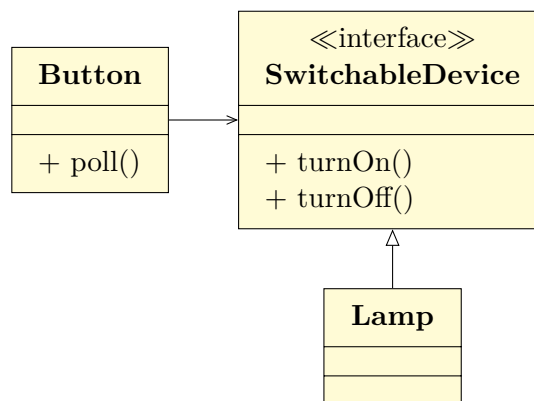 Button
+ poll()
≪interface≫
SwitchableDevice
+ turnOn()
+ turnOff()
Lamp